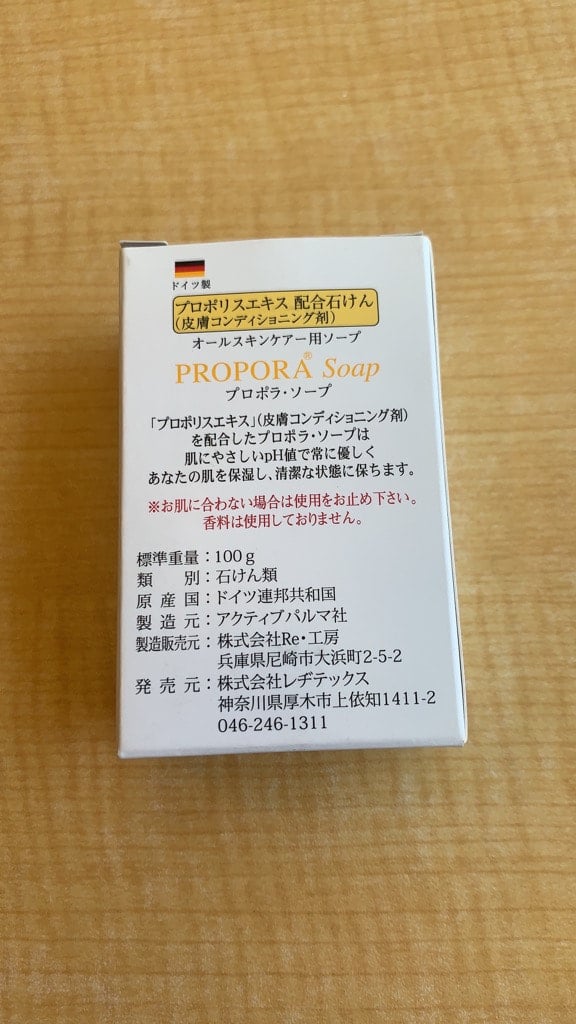 ドイツ製
プロポリスエキス 配合石けん
(皮膚コンディショニング剤)
オールスキンケアー用ソープ
PROPORA® Soap
プロポラ・ソープ
「プロポリスエキス」(皮膚コンディショニング剤)
を配合したプロポラ・ソープは
肌にやさしいpH値で常に優しく
あなたの肌を保湿し、清潔な状態に保ちます。
※お肌に合わない場合は使用をお止め下さい。
香料は使用しておりません。
標準重量：100g
類別：石けん類
原産国：ドイツ連邦共和国
製造元：アクティブパルマ社
製造販売元：株式会社Re・工房
兵庫県尼崎市大浜町2-5-2
発売元：株式会社レヂテックス
神奈川県厚木市上依知1411-2
046-246-1311